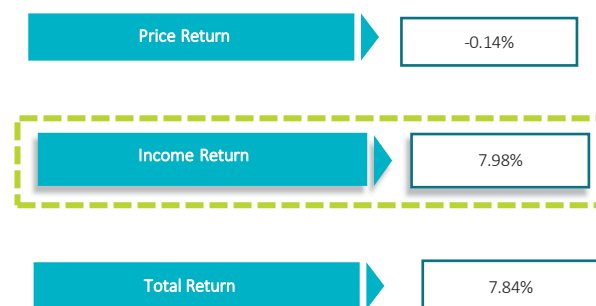 Price Return
-0.14%
Income Return
7.98%
Total Return
7.84%